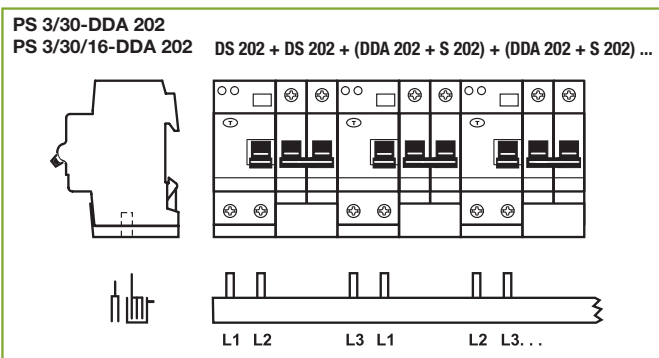 PS 3/30-DDA 202
PS 3/30/16-DDA 202 DS 202 + DS 202 + (DDA 202 + S 202) + (DDA 202 + S 202) ...
T T T
L1 L2 L3 L1 L2 L3. . .